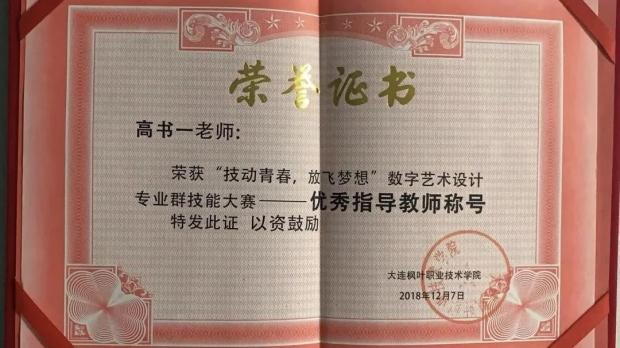 荣誉证书
高书一老师：
荣获“技动青春，放飞梦想”数字艺术设计
专业群技能大赛———优秀指导教师称号
特发此证 以资鼓励
大连枫叶职业技术学院
2018年12月7日